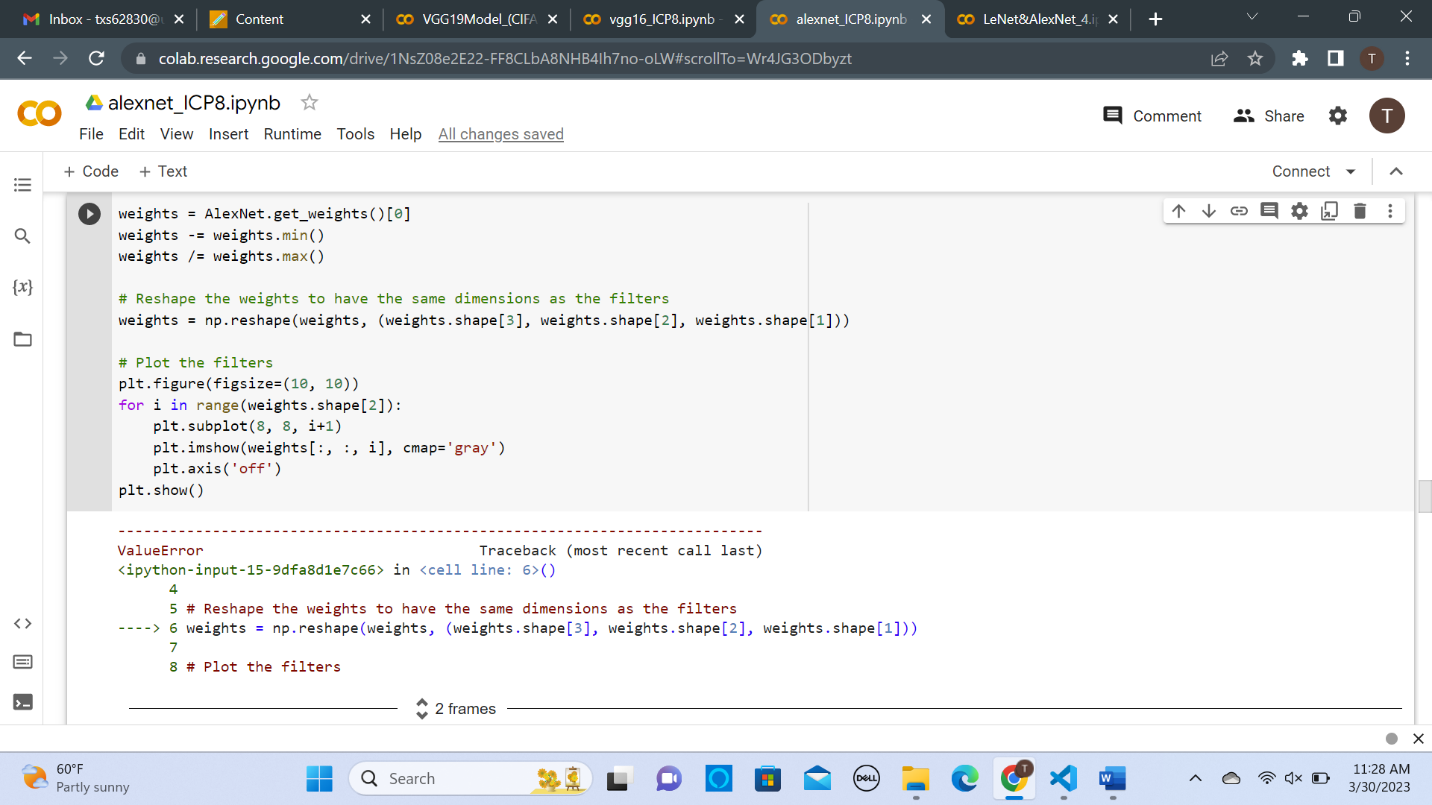 Inbox - txs62830@
Content
VGG19Model_(CIFA
vgg16_ICP8.ipynb -
alexnet_ICP8.ipynb
LeNet&AlexNet_4.i
colab.research.google.com/drive/1NsZ08e2E22-FF8CLbA8NHB4Ih7no-oLW#scrollTo=Wr4JG3ODbyzt
T
alexnet_ICP8.ipynb
File Edit View Insert Runtime Tools Help All changes saved
Comment
Share
T
+ Code + Text
Connect
weights = AlexNet.get_weights()[0]
weights -= weights.min()
weights /= weights.max()
# Reshape the weights to have the same dimensions as the filters
weights = np.reshape(weights, (weights.shape[3], weights.shape[2], weights.shape[1]))
# Plot the filters
plt.figure(figsize=(10, 10))
for i in range(weights.shape[2]):
    plt.subplot(8, 8, i+1)
    plt.imshow(weights[:, :, i], cmap='gray')
    plt.axis('off')
plt.show()
---------------------------------------------------------------------------
ValueError                                Traceback (most recent call last)
<ipython-input-15-9dfa8d1e7c66> in <cell line: 6>()
      4
      5 # Reshape the weights to have the same dimensions as the filters
----> 6 weights = np.reshape(weights, (weights.shape[3], weights.shape[2], weights.shape[1]))
      7
      8 # Plot the filters
2 frames
{x}
60°F
Partly sunny
Search
DELL
T
W
11:28 AM
3/30/2023